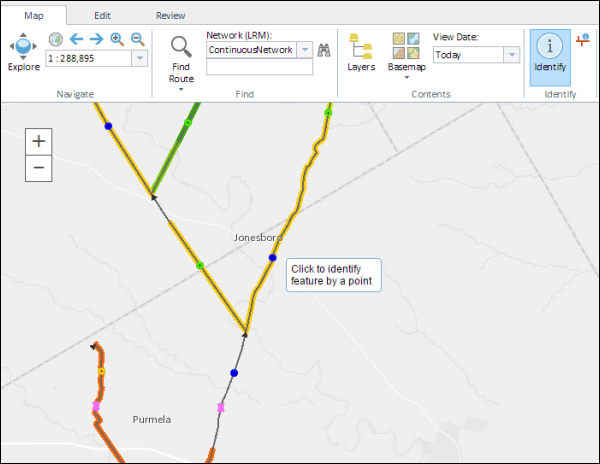 Map Edit Review
Network (LRM):
ContinuousNetwork
View Date:
Today
1 : 288,895
Explore
Find
Route
Layers
Basemap
Identify
Navigate
Find
Contents
Identify
+
−
Jonesboro
Click to identify
feature by a point
Purmela